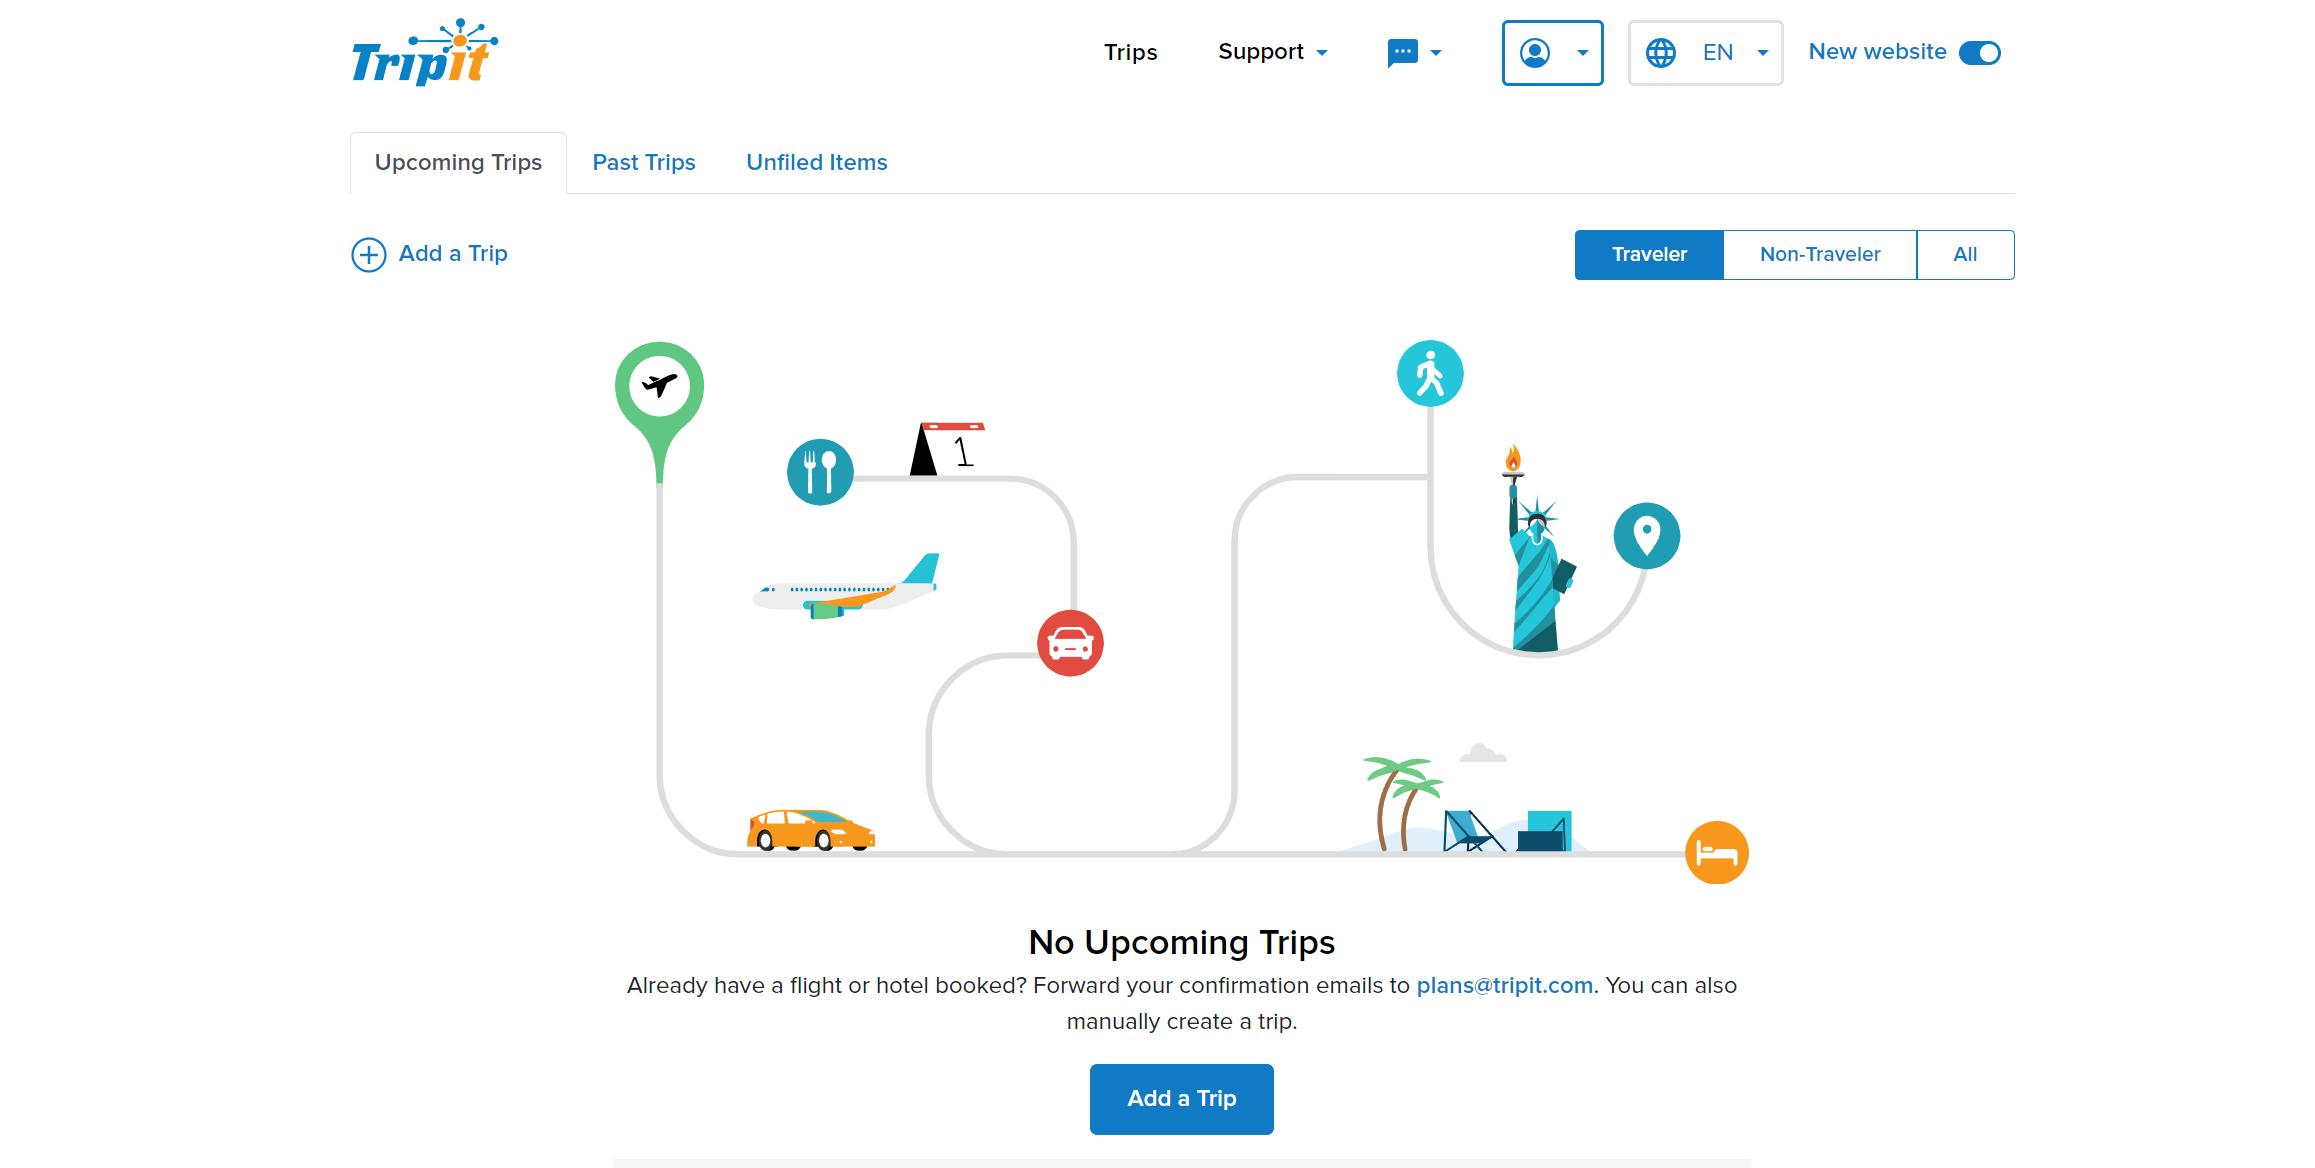 Tripit
Trips
Support
EN
New website
Upcoming Trips
Past Trips
Unfiled Items
Add a Trip
Traveler
Non-Traveler
All
1
No Upcoming Trips
Already have a flight or hotel booked? Forward your confirmation emails to plans@tripit.com. You can also
manually create a trip.
Add a Trip